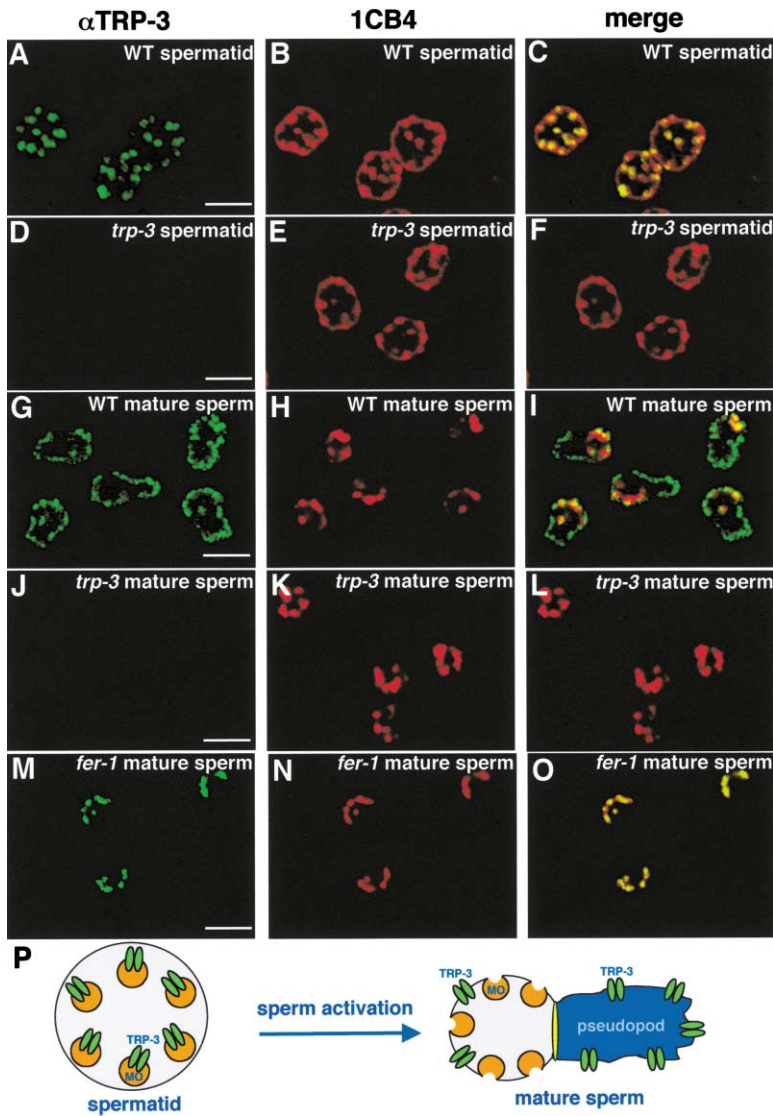 αTRP-3 1CB4 merge
A WT spermatid B WT spermatid C WT spermatid
D trp-3 spermatid E trp-3 spermatid F trp-3 spermatid
G WT mature sperm H WT mature sperm I WT mature sperm
J trp-3 mature sperm K trp-3 mature sperm L trp-3 mature sperm
M fer-1 mature sperm N fer-1 mature sperm O fer-1 mature sperm
P
TRP-3 MO TRP-3
sperm activation
pseudopod
TRP-3
MO
spermatid
mature sperm